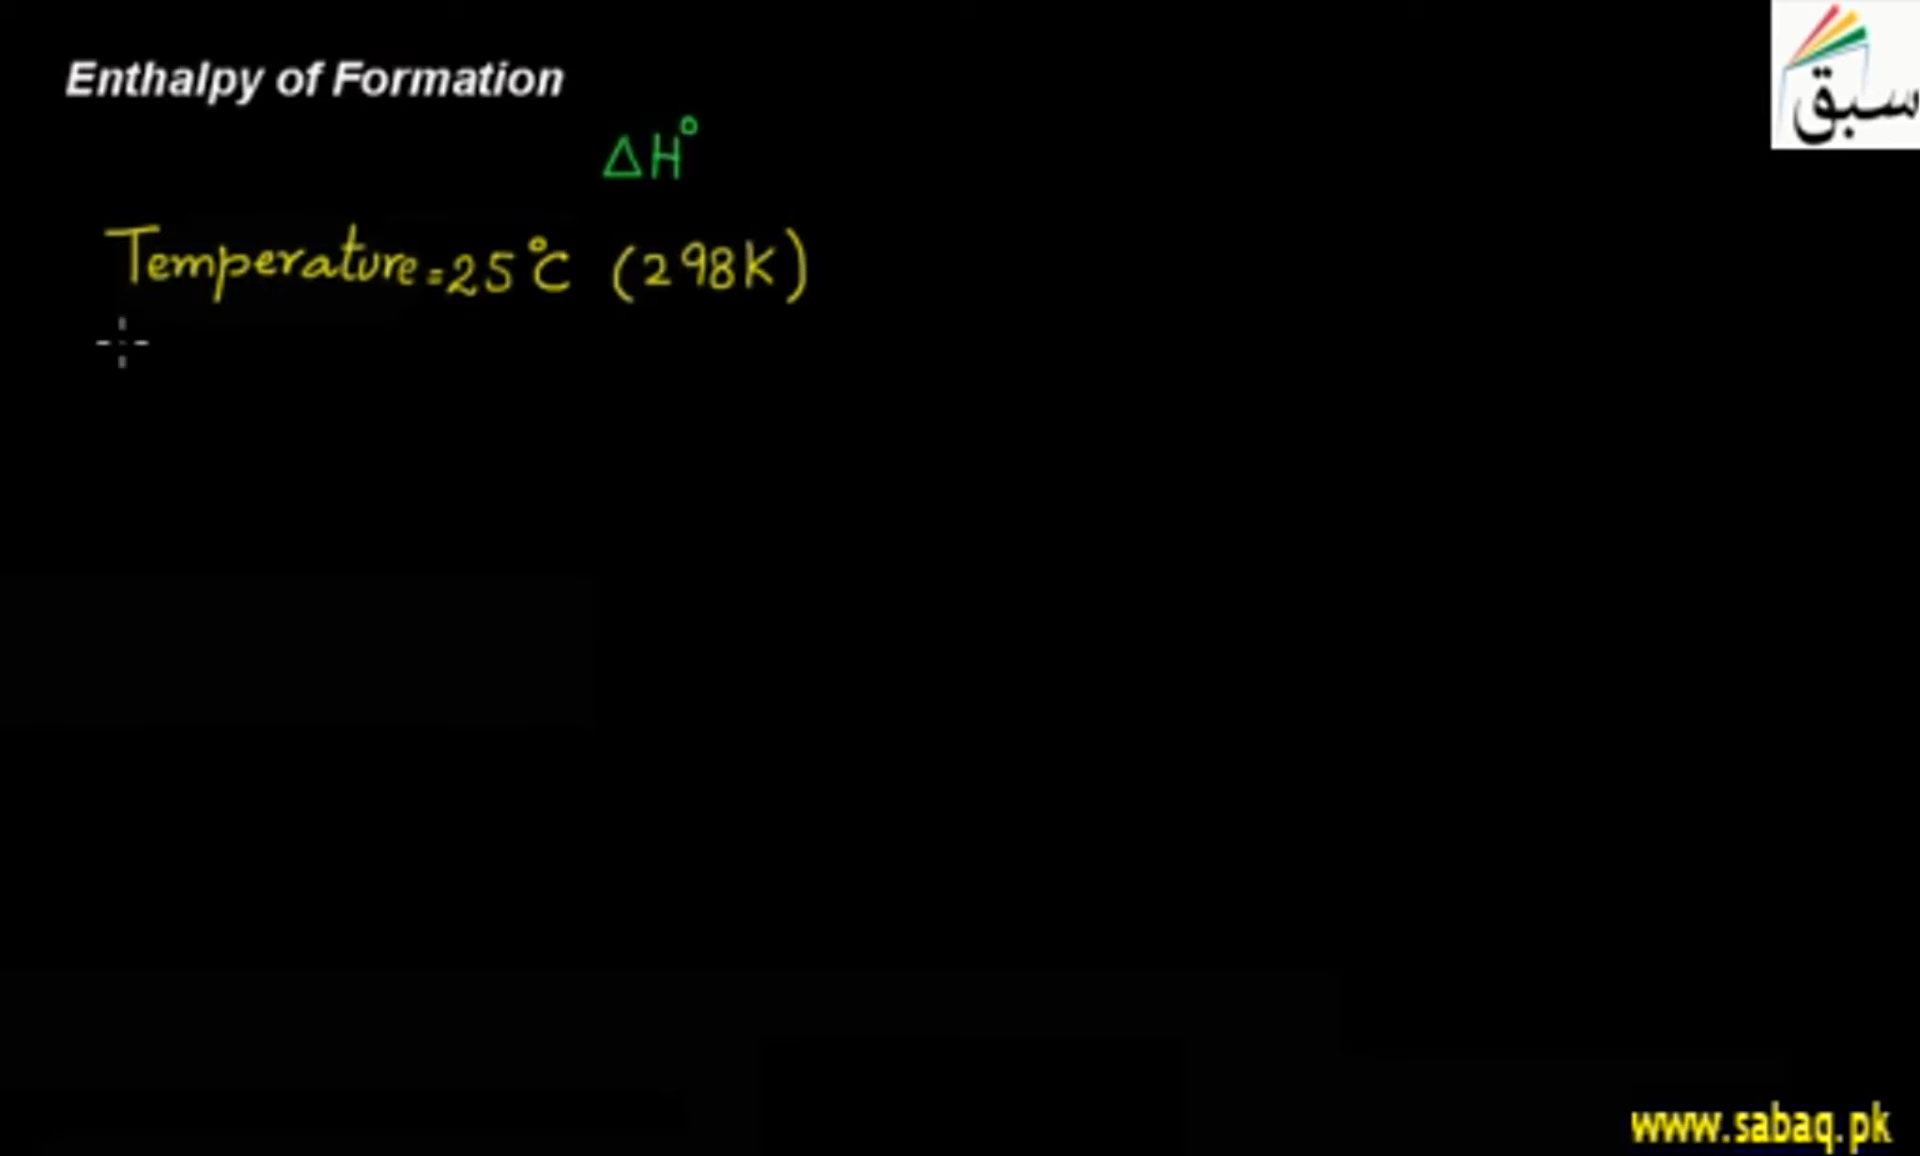 Enthalpy of Formation
سبق
ΔH°
Temperature = 25°C (298K)
www.sabaq.pk